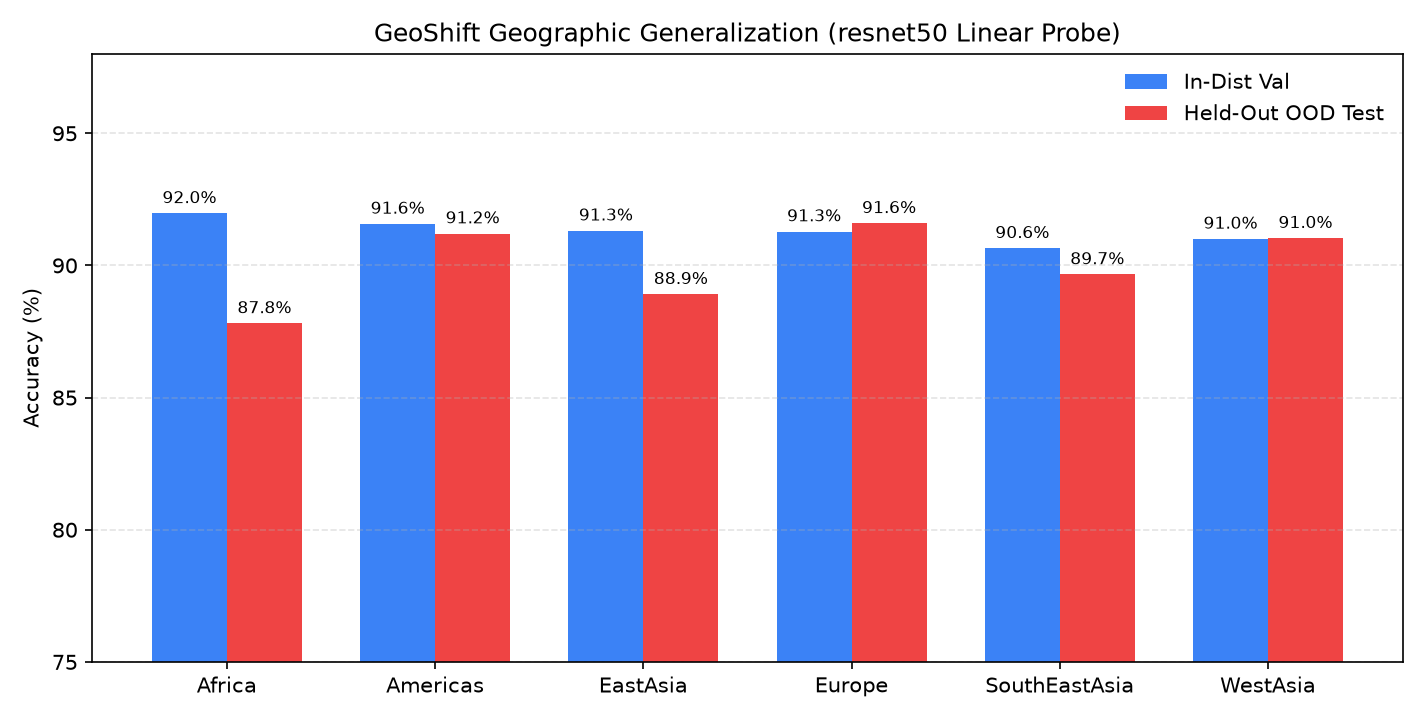 GeoShift Geographic Generalization (resnet50 Linear Probe)
In-Dist Val
Held-Out OOD Test
Accuracy (%)
95
90
85
80
75
92.0%
87.8%
91.6%
91.2%
91.3%
88.9%
91.3%
91.6%
90.6%
89.7%
91.0%
91.0%
Africa
Americas
EastAsia
Europe
SouthEastAsia
WestAsia